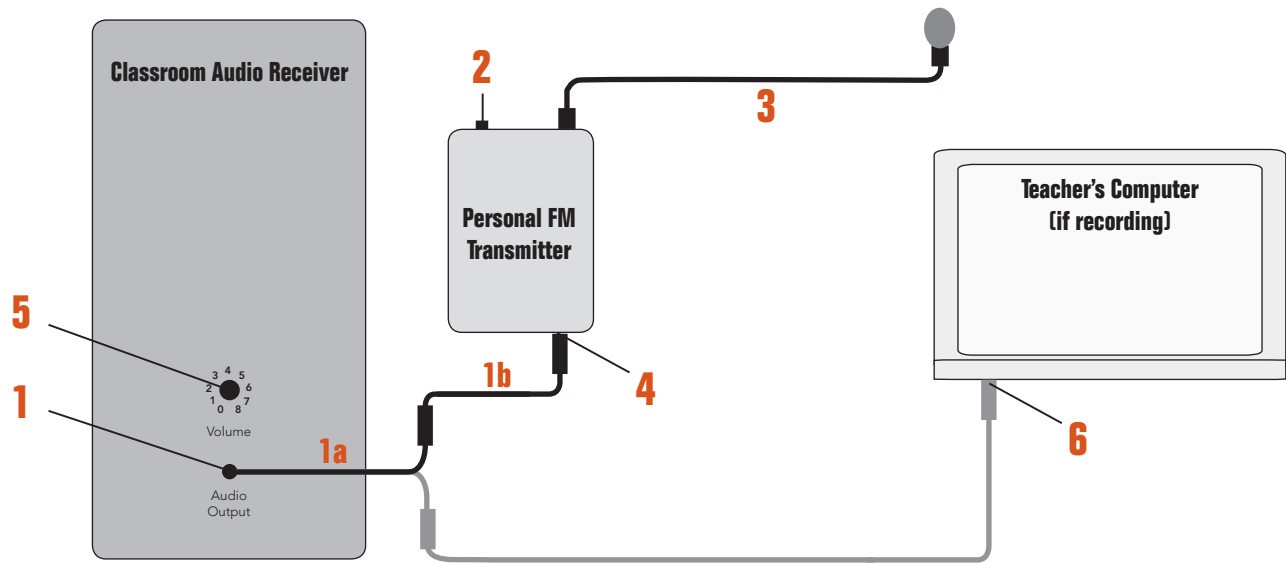 Classroom Audio Receiver
2
3
Personal FM
Transmitter
Teacher's Computer
(if recording)
5
4
3 5
2 6
1 7
0 8
Volume
1
1b
4
6
1a
Audio
Output